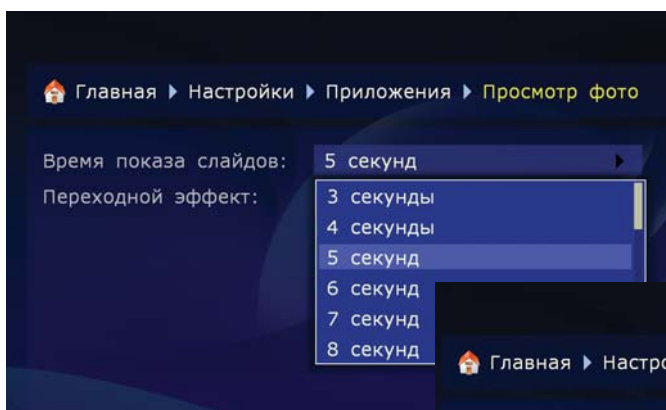 Главная Настройки Приложения Просмотр фото
Время показа слайдов: 5 секунд
Переходной эффект:
3 секунды
4 секунды
5 секунд
6 секунд
7 секунд
8 секунд
Главная